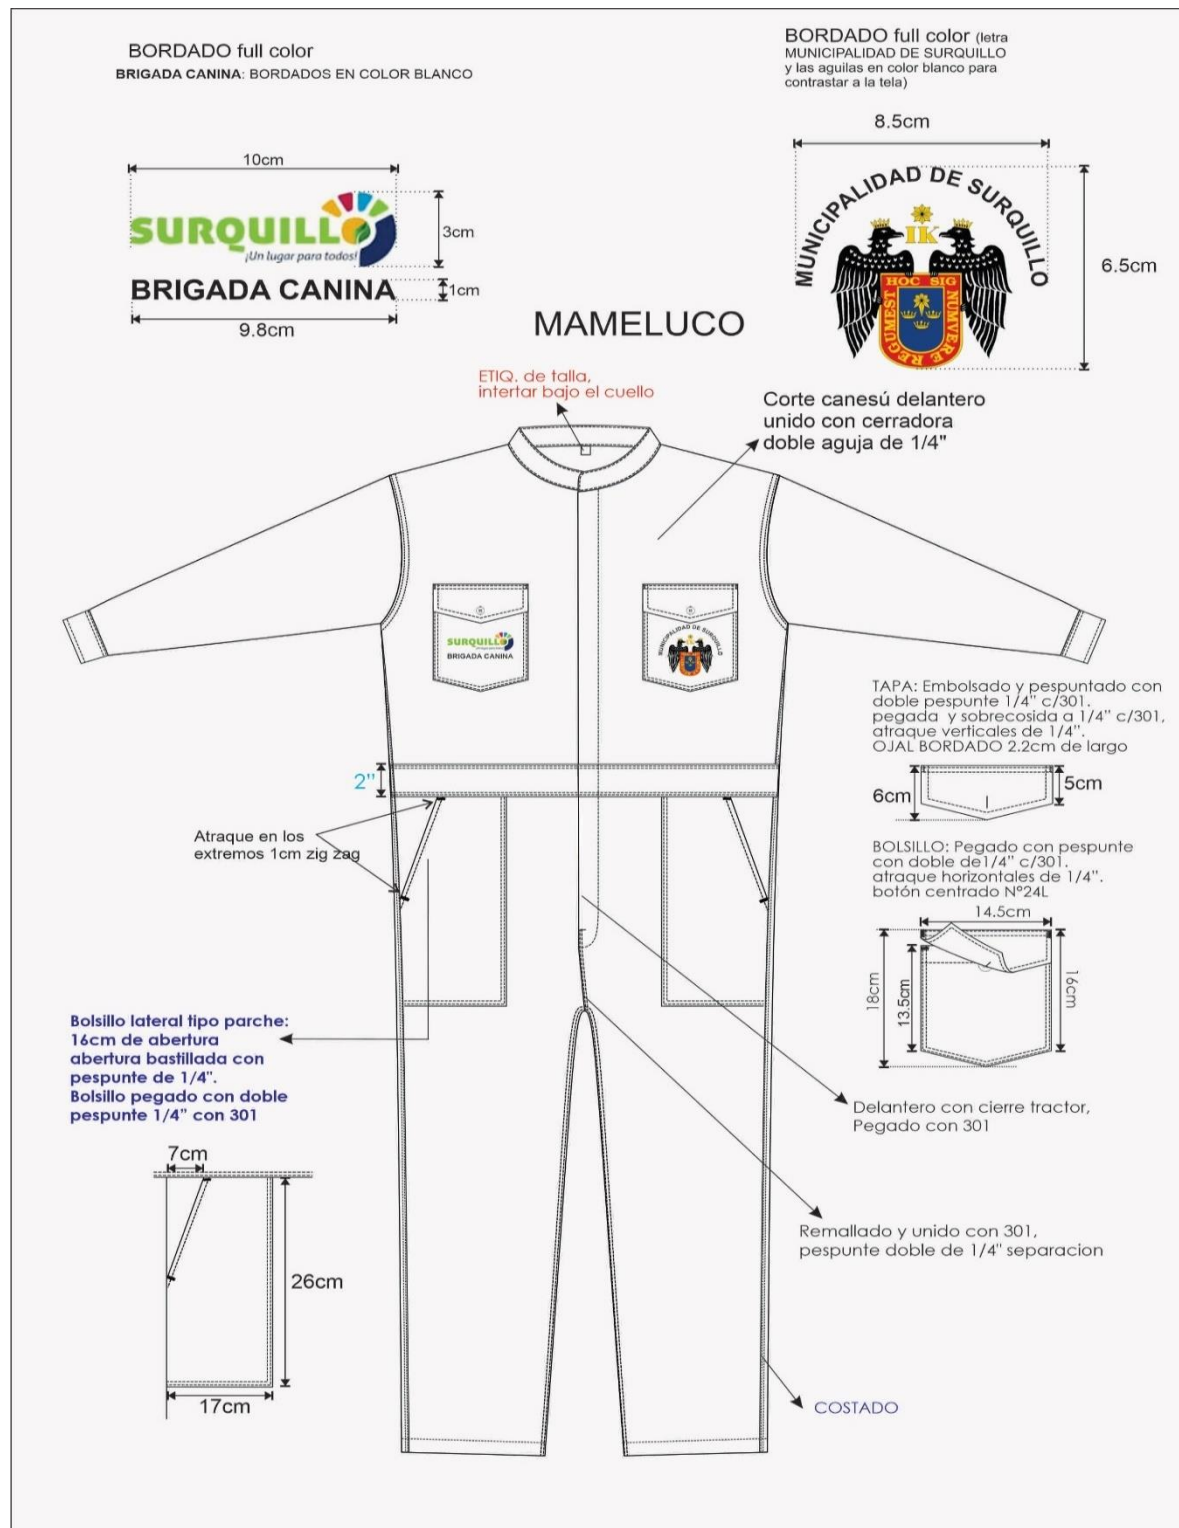 BORDADO full color
BRIGADA CANINA: BORDADOS EN COLOR BLANCO
BORDADO full color (letra
MUNICIPALIDAD DE SURQUILLO
y las aguilas en color blanco para
contrastar a la tela)
10cm
SURQUILLO
¡Un lugar para todos!
3cm
BRIGADA CANINA
1cm
9.8cm
8.5cm
MUNICIPALIDAD DE SURQUILLO
IK
HOC SIG
NUMVERE
REGUMEST
6.5cm
MAMELUCO
ETIQ. de talla,
intertar bajo el cuello
Corte canesú delantero
unido con cerradora
doble aguja de 1/4"
SURQUILLO
BRIGADA CANINA
MUNICIPALIDAD DE SURQUILLO
2"
Atraque en los
extremos 1cm zig zag
TAPA: Embolsado y pespuntado con
doble pespunte 1/4" c/301.
pegada y sobrecosida a 1/4" c/301,
atraque verticales de 1/4".
OJAL BORDADO 2.2cm de largo
6cm
5cm
BOLSILLO: Pegado con pespunte
con doble de1/4" c/301.
atraque horizontales de 1/4".
botón centrado Nº24L
14.5cm
18cm
13.5cm
16cm
Bolsillo lateral tipo parche:
16cm de abertura
abertura bastillada con
pespunte de 1/4".
Bolsillo pegado con doble
pespunte 1/4" con 301
Delantero con cierre tractor,
Pegado con 301
7cm
26cm
17cm
Remallado y unido con 301,
pespunte doble de 1/4" separacion
COSTADO